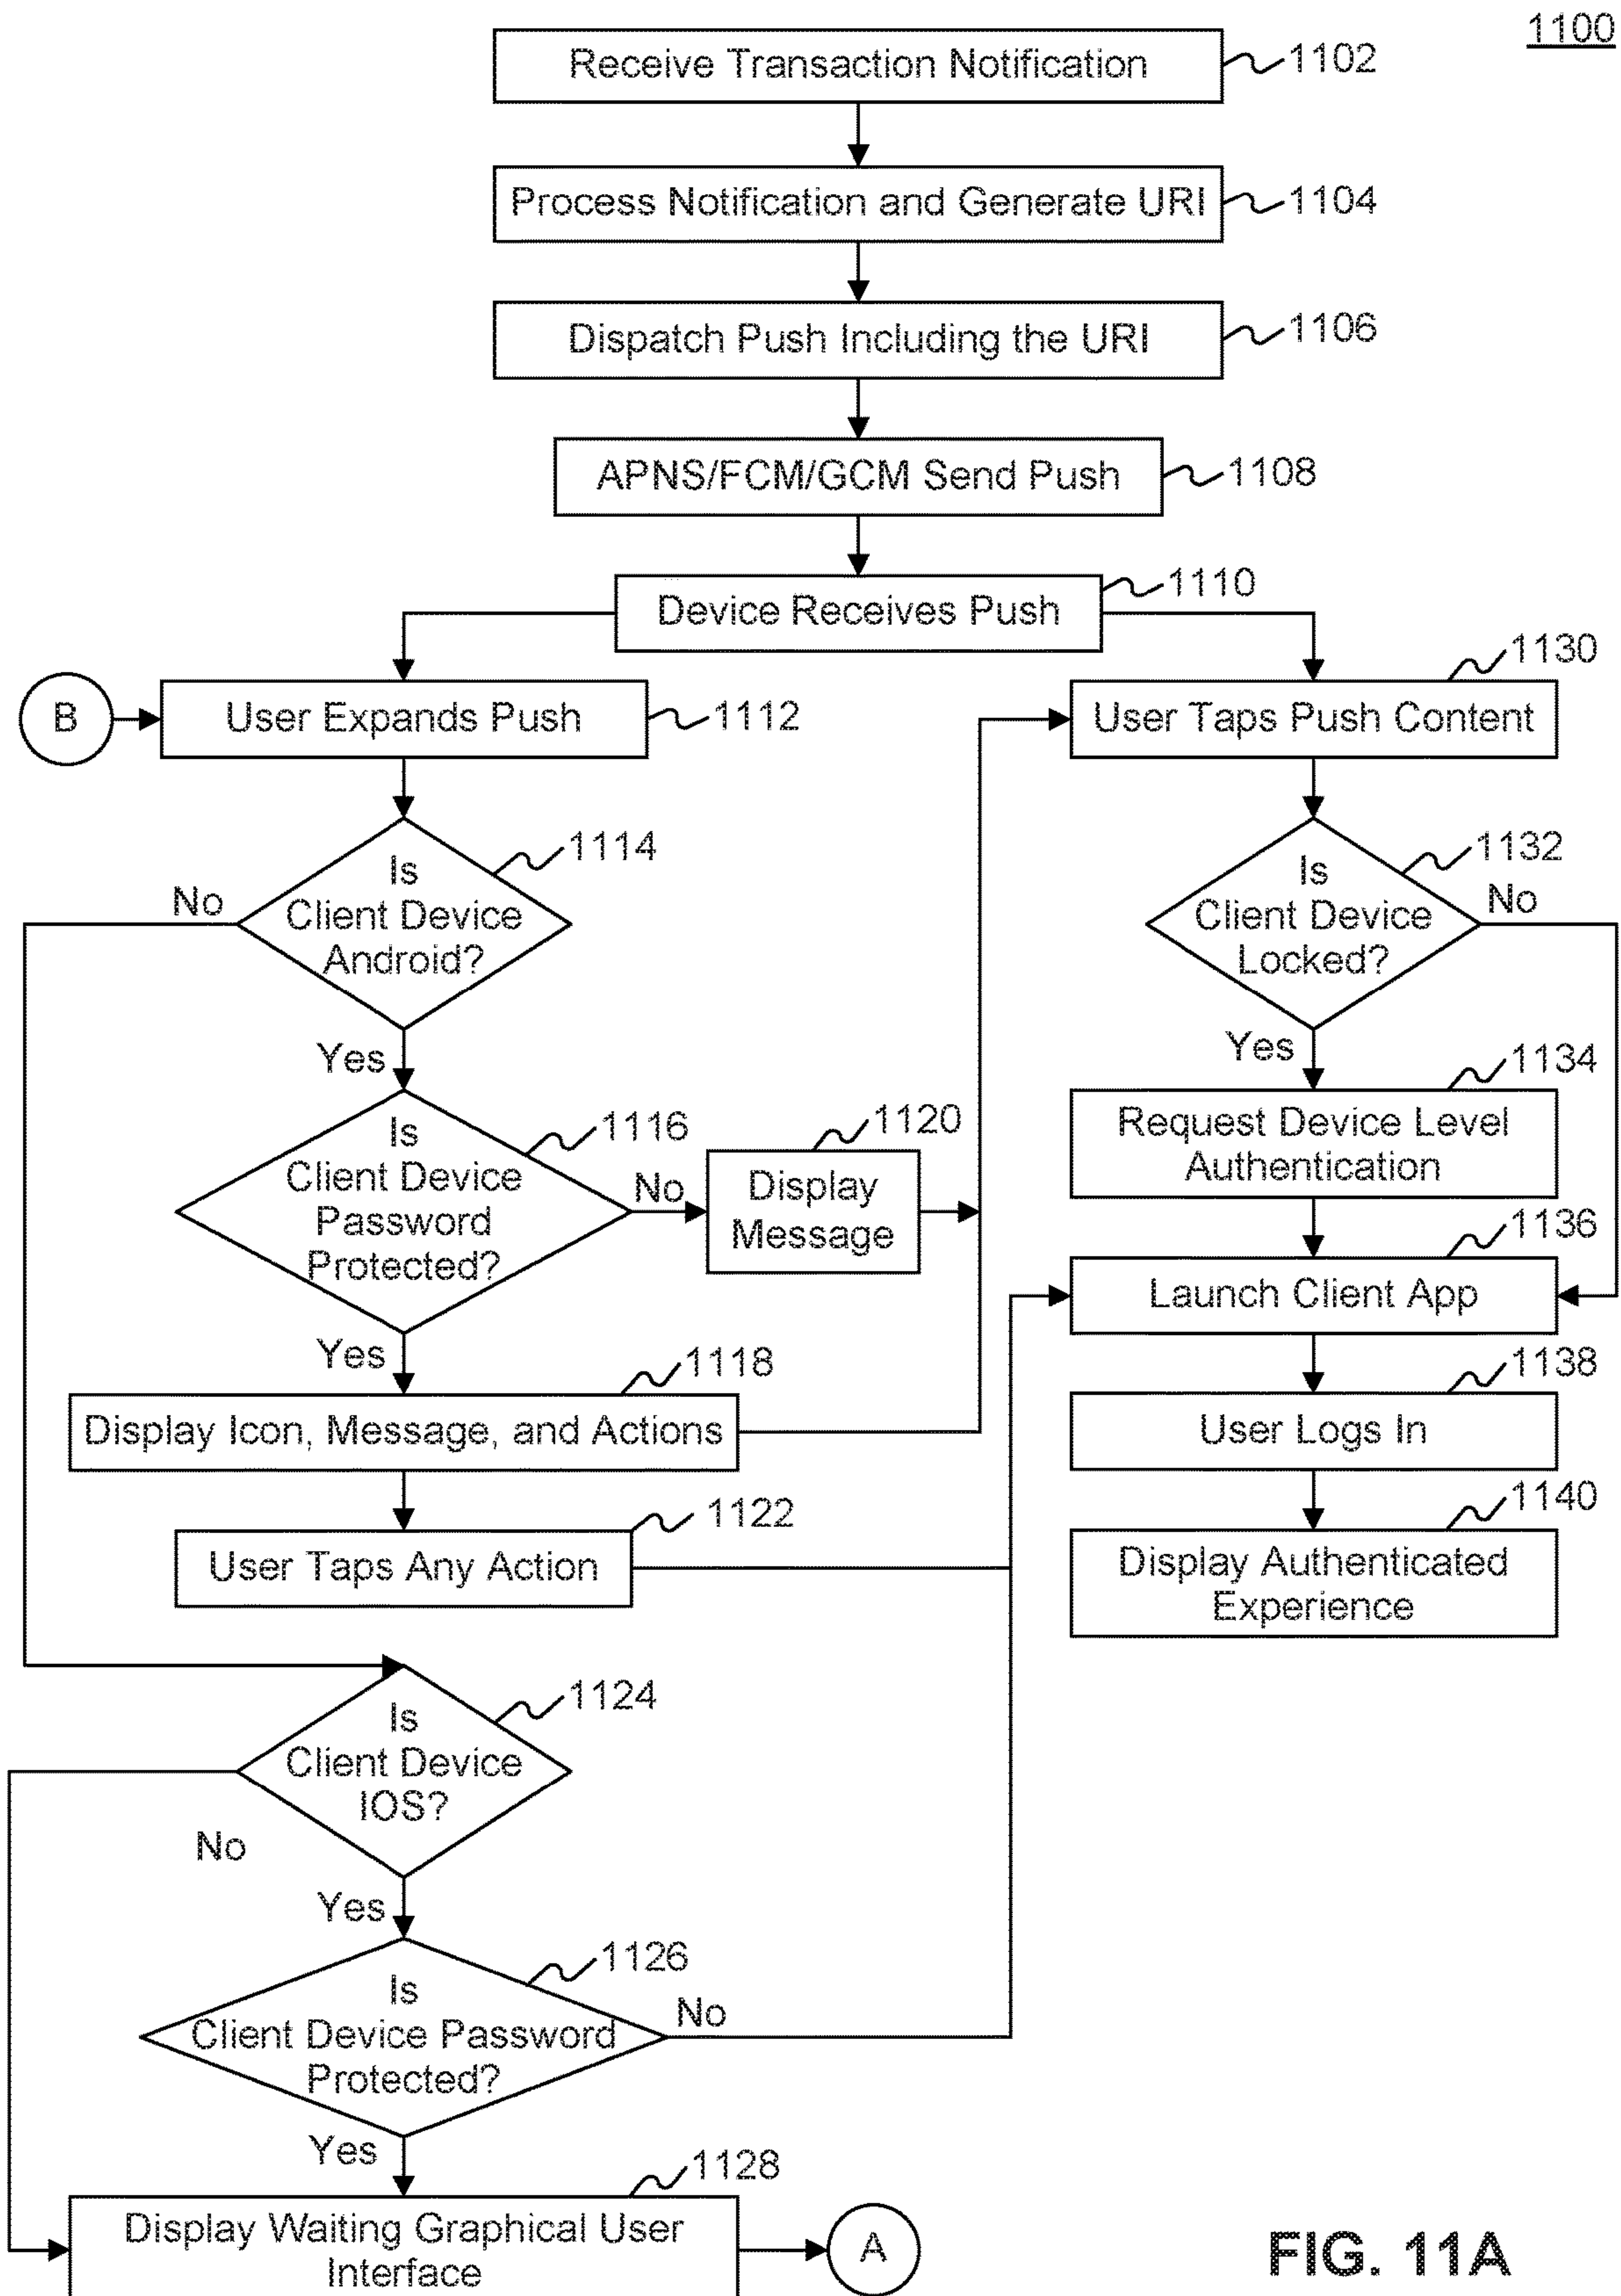 1100
Receive Transaction Notification
1102
Process Notification and Generate URI
1104
Dispatch Push Including the URI
1106
APNS/FCM/GCM Send Push
1108
Device Receives Push
1110
B
User Expands Push
1112
Is
Client Device
Android?
1114
No
Yes
Is
Client Device
Password
Protected?
1116
No
Display
Message
1120
Yes
Display Icon, Message, and Actions
1118
User Taps Any Action
1122
Is
Client Device
IOS?
1124
No
Yes
Is
Client Device Password
Protected?
1126
No
Yes
Display Waiting Graphical User
Interface
1128
A
User Taps Push Content
1130
Is
Client Device
Locked?
1132
No
Yes
Request Device Level
Authentication
1134
Launch Client App
1136
User Logs In
1138
Display Authenticated
Experience
1140
FIG. 11A